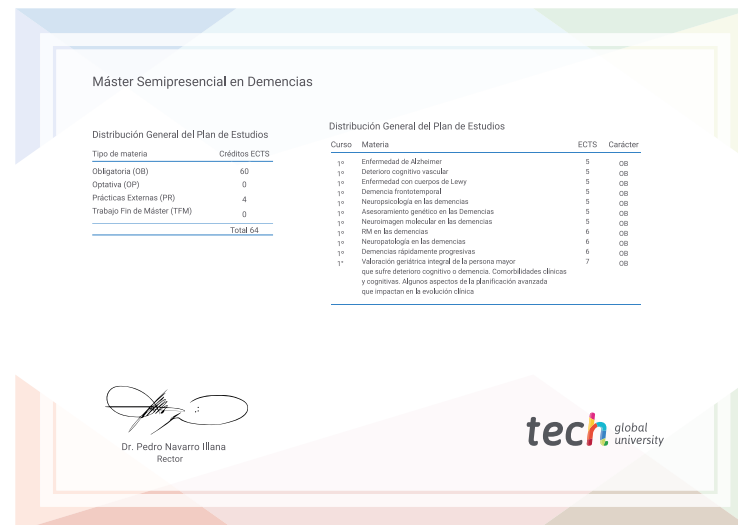 Máster Semipresencial en Demencias
Distribución General del Plan de Estudios
Tipo de materia Créditos ECTS
Obligatoria (OB) 60
Optativa (OP) 0
Prácticas Externas (PR) 4
Trabajo Fin de Máster (TFM) 0
Total 64
Distribución General del Plan de Estudios
Curso Materia ECTS Carácter
1º Enfermedad de Alzheimer 5 OB
1º Deterioro cognitivo vascular 5 OB
1º Enfermedad con cuerpos de Lewy 5 OB
1º Demencia frontotemporal 5 OB
1º Neuropsicología en las demencias 5 OB
1º Asesoramiento genético en las Demencias 5 OB
1º Neuroimagen molecular en las demencias 5 OB
1º RM en las demencias 6 OB
1º Neuropatología en las demencias 6 OB
1º Demencias rápidamente progresivas 6 OB
1º Valoración geriátrica integral de la persona mayor 7 OB
que sufre deterioro cognitivo o demencia. Comorbilidades clínicas
y cognitivas. Algunos aspectos de la planificación avanzada
que impactan en la evolución clínica
Dr. Pedro Navarro Illana
Rector
tech global
university